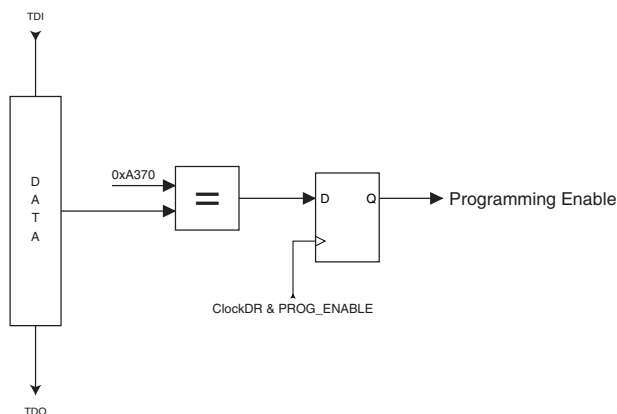 TDI
D
A
T
A
0xA370
=
D Q
Programming Enable
ClockDR & PROG_ENABLE
TDO